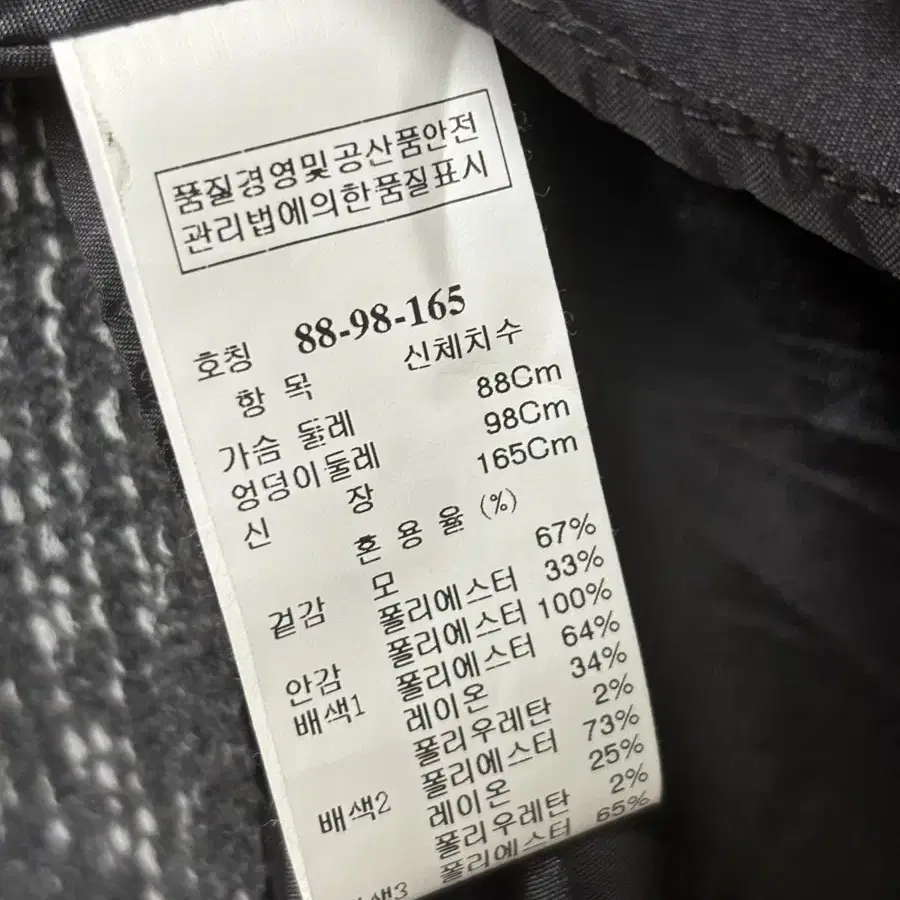 품질경영및공산품안전
관리법에의한품질표시
호칭 88-98-165
항 목 신체치수
가슴 둘레 88Cm
엉덩이둘레 98Cm
신 장 165Cm
혼 용 율 (%)
겉감 모 67%
폴리에스터 33%
안감 폴리에스터 100%
배색1 폴리에스터 64%
레이온 34%
폴리우레탄 2%
배색2 폴리에스터 73%
레이온 25%
폴리우레탄 2%
배색3 폴리에스터 65%